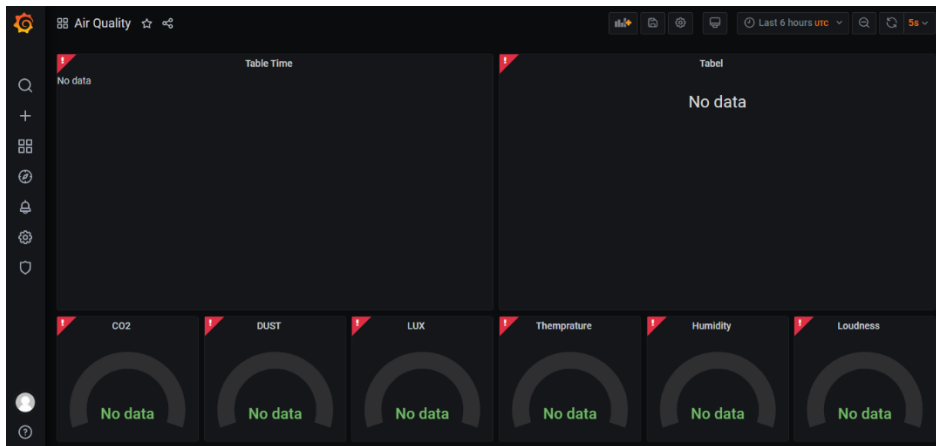 Air Quality
Last 6 hours UTC
5s
Table Time
No data
Tabel
No data
CO2
No data
DUST
No data
LUX
No data
Themprature
No data
Humidity
No data
Loudness
No data